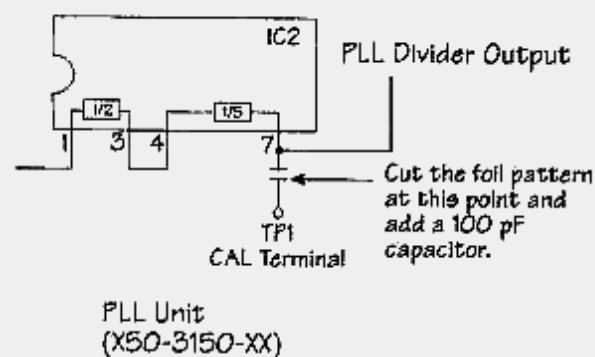 IC2
PLL Divider Output
1/2
1/5
1 3 4 7
Cut the foil pattern
at this point and
add a 100 pF
capacitor.
TP1
CAL Terminal
PLL Unit
(X50-3150-XX)